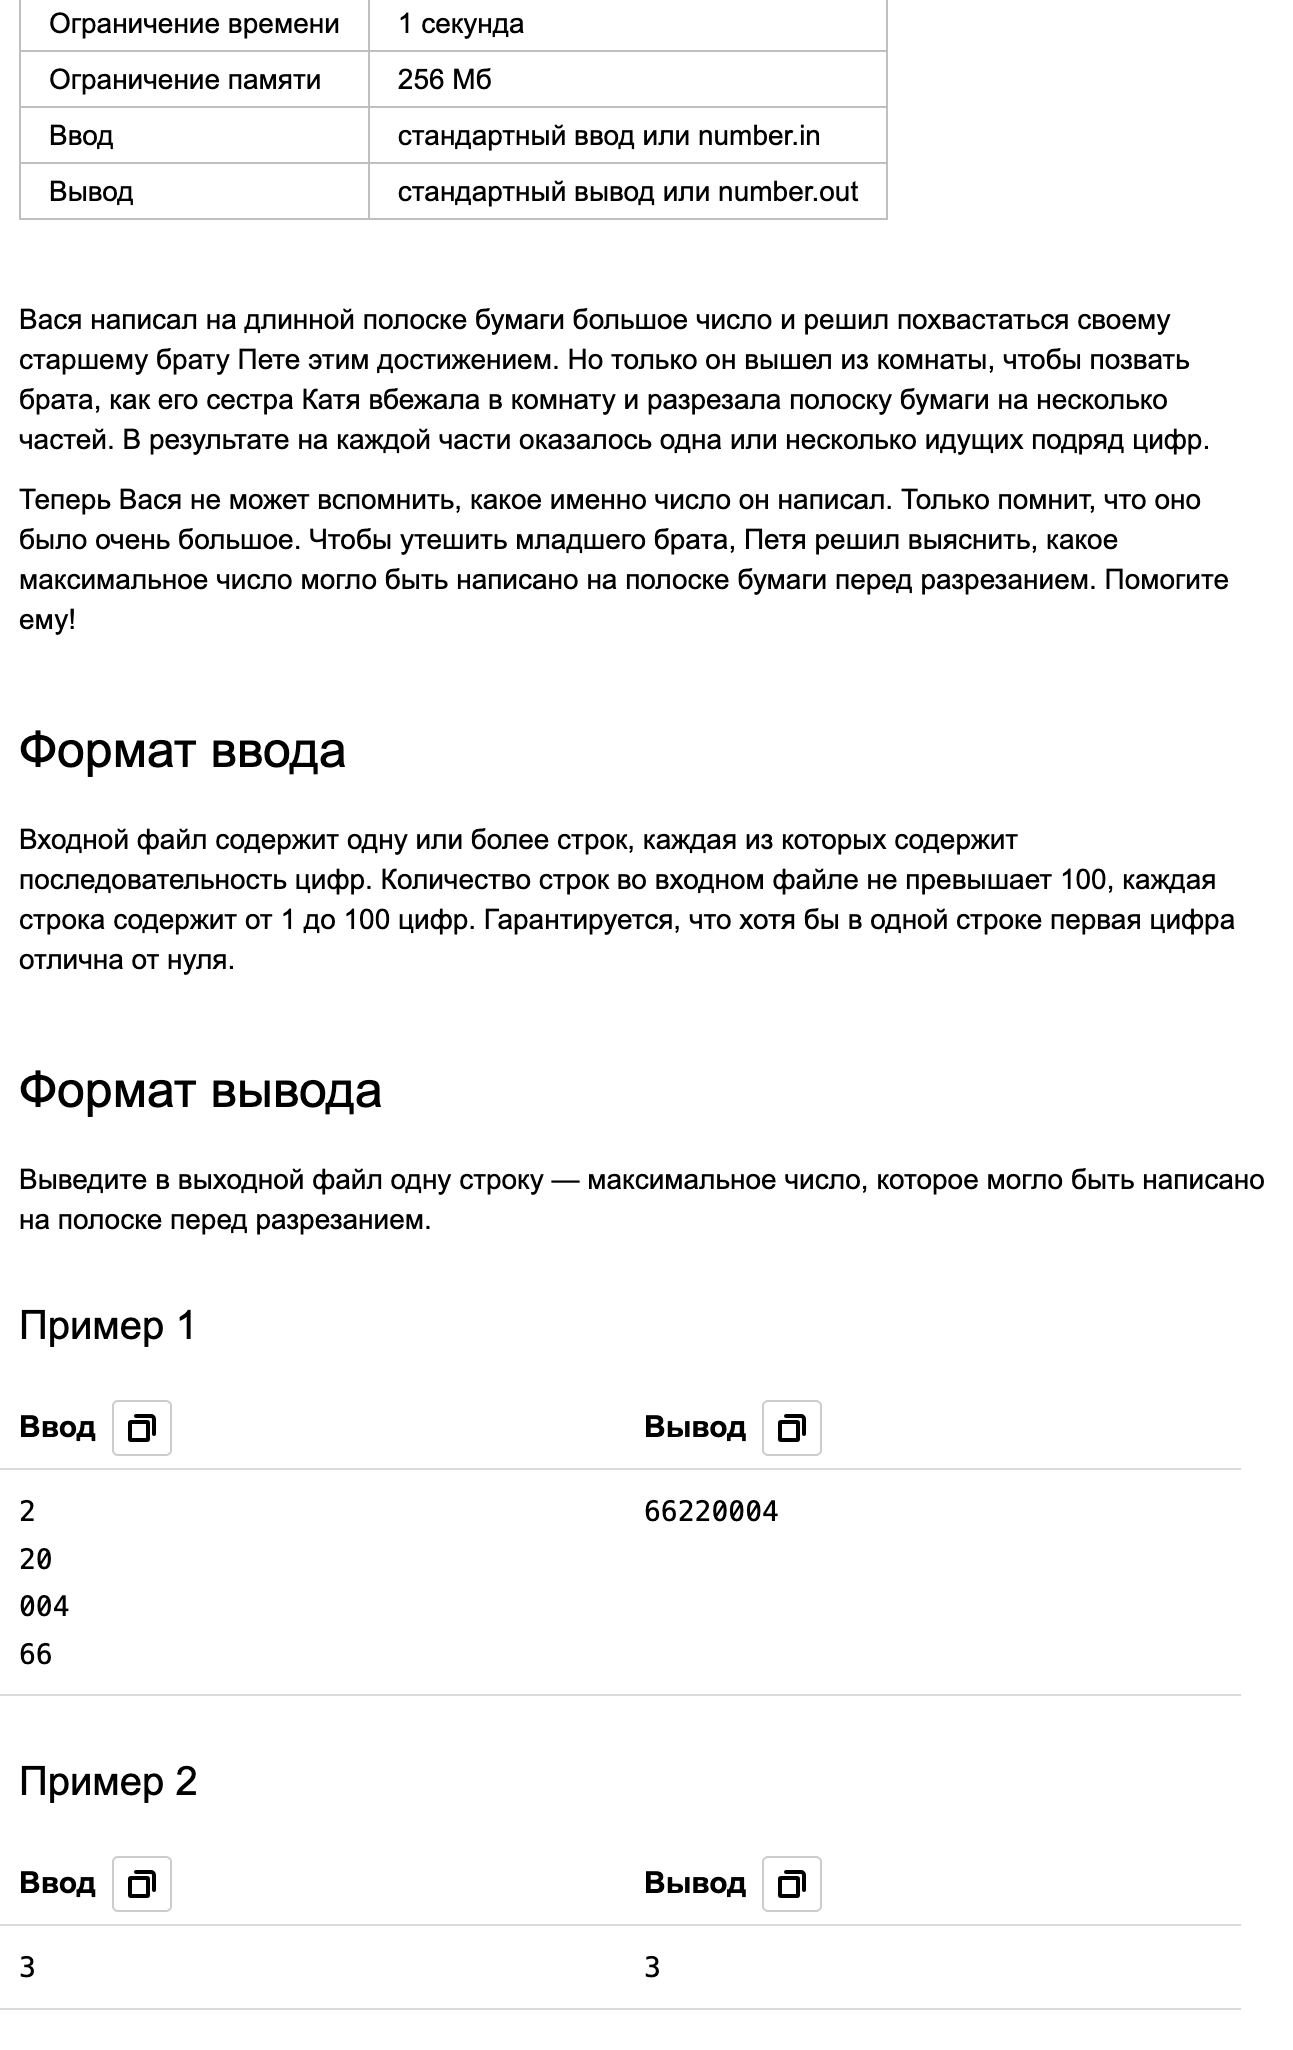 Ограничение времени 1 секунда
Ограничение памяти 256 Мб
Ввод стандартный ввод или number.in
Вывод стандартный вывод или number.out
Вася написал на длинной полоске бумаги большое число и решил похвастаться своему
старшему брату Пете этим достижением. Но только он вышел из комнаты, чтобы позвать
брата, как его сестра Катя вбежала в комнату и разрезала полоску бумаги на несколько
частей. В результате на каждой части оказалось одна или несколько идущих подряд цифр.
Теперь Вася не может вспомнить, какое именно число он написал. Только помнит, что оно
было очень большое. Чтобы утешить младшего брата, Петя решил выяснить, какое
максимальное число могло быть написано на полоске бумаги перед разрезанием. Помогите
ему!
Формат ввода
Входной файл содержит одну или более строк, каждая из которых содержит
последовательность цифр. Количество строк во входном файле не превышает 100, каждая
строка содержит от 1 до 100 цифр. Гарантируется, что хотя бы в одной строке первая цифра
отлична от нуля.
Формат вывода
Выведите в выходной файл одну строку — максимальное число, которое могло быть написано
на полоске перед разрезанием.
Пример 1
Ввод Вывод
2 66220004
20
004
66
Пример 2
Ввод Вывод
3 3